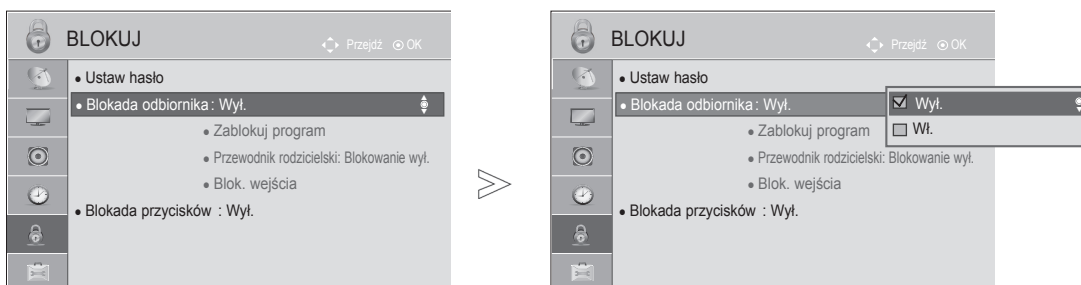 BLOKUJ
Przejdź OK
• Ustaw hasło
• Blokada odbiornika : Wył.
• Zablokuj program
• Przewodnik rodzicielski: Blokowanie wył.
• Blok. wejścia
• Blokada przycisków : Wył.
BLOKUJ
Przejdź OK
• Ustaw hasło
• Blokada odbiornika : Wył.
Wył.
Wł.
• Zablokuj program
• Przewodnik rodzicielski: Blokowanie wył.
• Blok. wejścia
• Blokada przycisków : Wył.